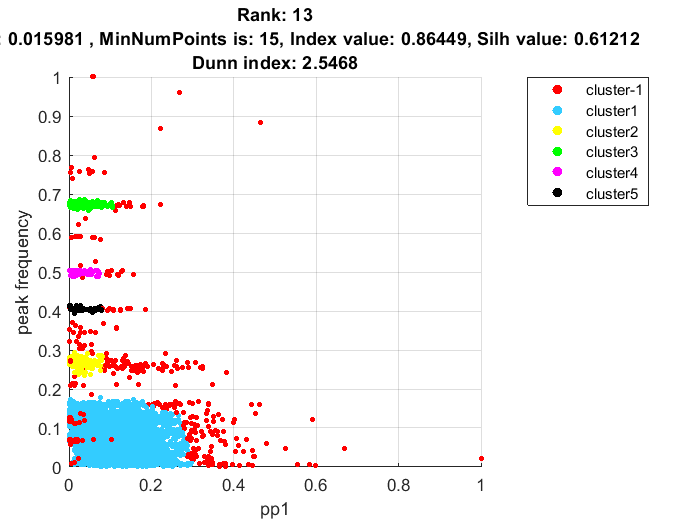 Rank: 13
: 0.015981 , MinNumPoints is: 15, Index value: 0.86449, Silh value: 0.61212
Dunn index: 2.5468
1
0.9
0.8
0.7
0.6
0.5
0.4
0.3
0.2
0.1
0
peak frequency
0 0.2 0.4 0.6 0.8 1
pp1
cluster-1
cluster1
cluster2
cluster3
cluster4
cluster5